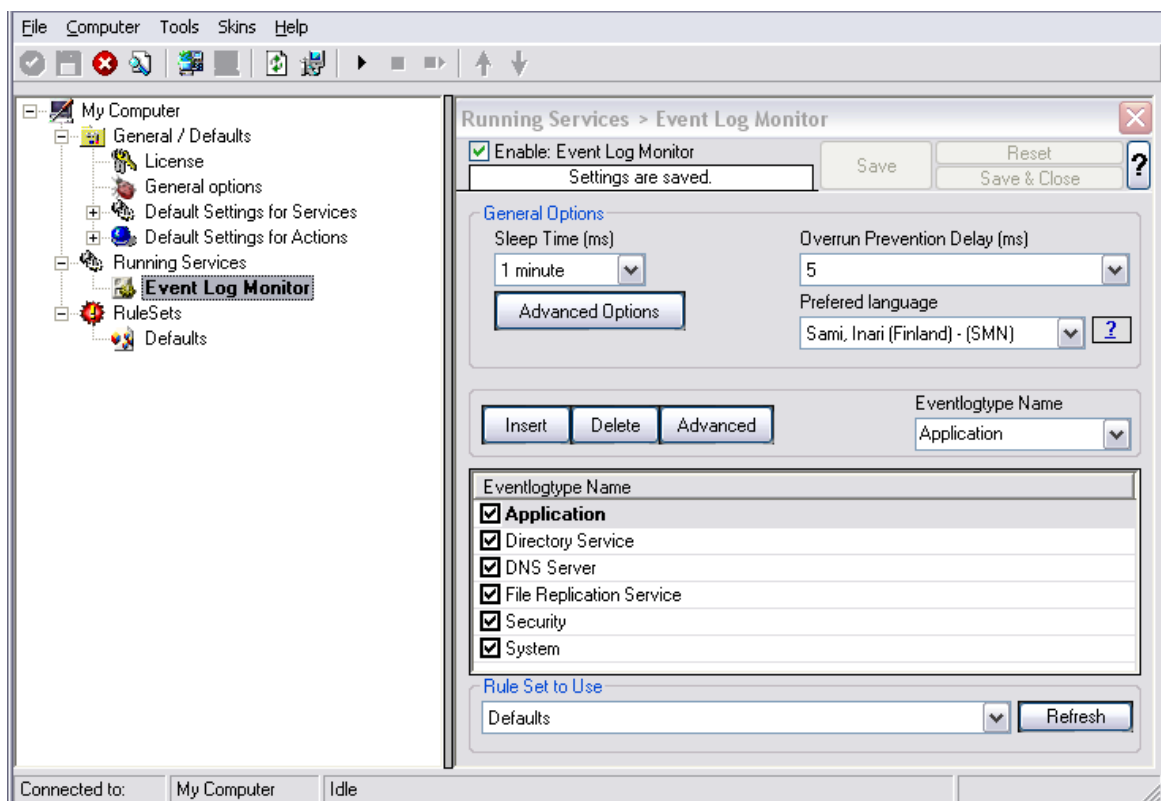 File Computer Tools Skins Help
My Computer
General / Defaults
License
General options
Default Settings for Services
Default Settings for Actions
Running Services
Event Log Monitor
RuleSets
Defaults
Running Services > Event Log Monitor
Enable: Event Log Monitor
Settings are saved.
Save
Reset
Save & Close
?
General Options
Sleep Time (ms)
1 minute
Advanced Options
Overrun Prevention Delay (ms)
5
Prefered language
Sami, Inari (Finland) - (SMN)
?
Insert Delete Advanced
Eventlogtype Name
Application
Eventlogtype Name
Application
Directory Service
DNS Server
File Replication Service
Security
System
Rule Set to Use
Defaults
Refresh
Connected to: My Computer Idle